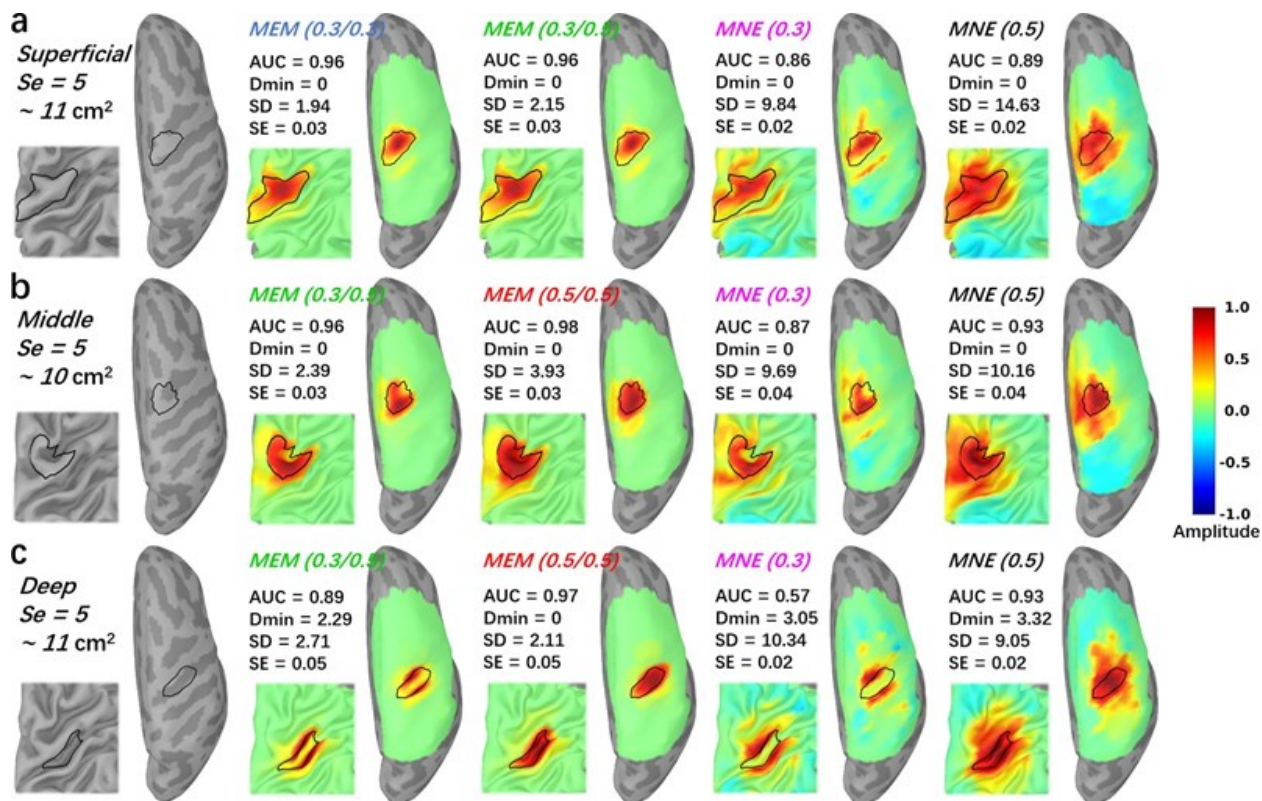 a
Superficial
Se = 5
~ 11 cm²
MEM (0.3/0.3)
AUC = 0.96
Dmin = 0
SD = 1.94
SE = 0.03
MEM (0.3/0.5)
AUC = 0.96
Dmin = 0
SD = 2.15
SE = 0.03
MNE (0.3)
AUC = 0.86
Dmin = 0
SD = 9.84
SE = 0.02
MNE (0.5)
AUC = 0.89
Dmin = 0
SD = 14.63
SE = 0.02
b
Middle
Se = 5
~ 10 cm²
MEM (0.3/0.5)
AUC = 0.96
Dmin = 0
SD = 2.39
SE = 0.03
MEM (0.5/0.5)
AUC = 0.98
Dmin = 0
SD = 3.93
SE = 0.03
MNE (0.3)
AUC = 0.87
Dmin = 0
SD = 9.69
SE = 0.04
MNE (0.5)
AUC = 0.93
Dmin = 0
SD =10.16
SE = 0.04
c
Deep
Se = 5
~ 11 cm²
MEM (0.3/0.5)
AUC = 0.89
Dmin = 2.29
SD = 2.71
SE = 0.05
MEM (0.5/0.5)
AUC = 0.97
Dmin = 0
SD = 2.11
SE = 0.05
MNE (0.3)
AUC = 0.57
Dmin = 3.05
SD = 10.34
SE = 0.02
MNE (0.5)
AUC = 0.93
Dmin = 3.32
SD = 9.05
SE = 0.02
1.0
0.5
0.0
-0.5
-1.0
Amplitude